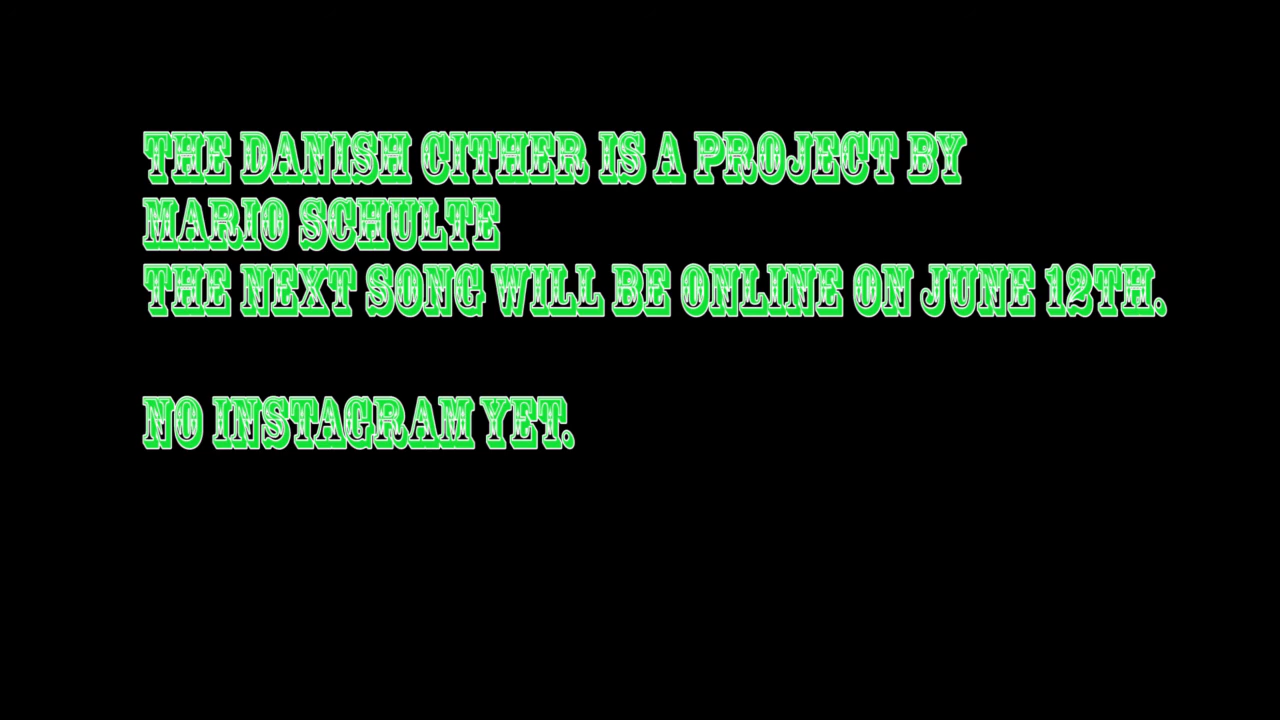 THE DANISH CITHER IS A PROJECT BY
MARIO SCHULTE
THE NEXT SONG WILL BE ONLINE ON JUNE 12TH.
NO INSTAGRAM YET.